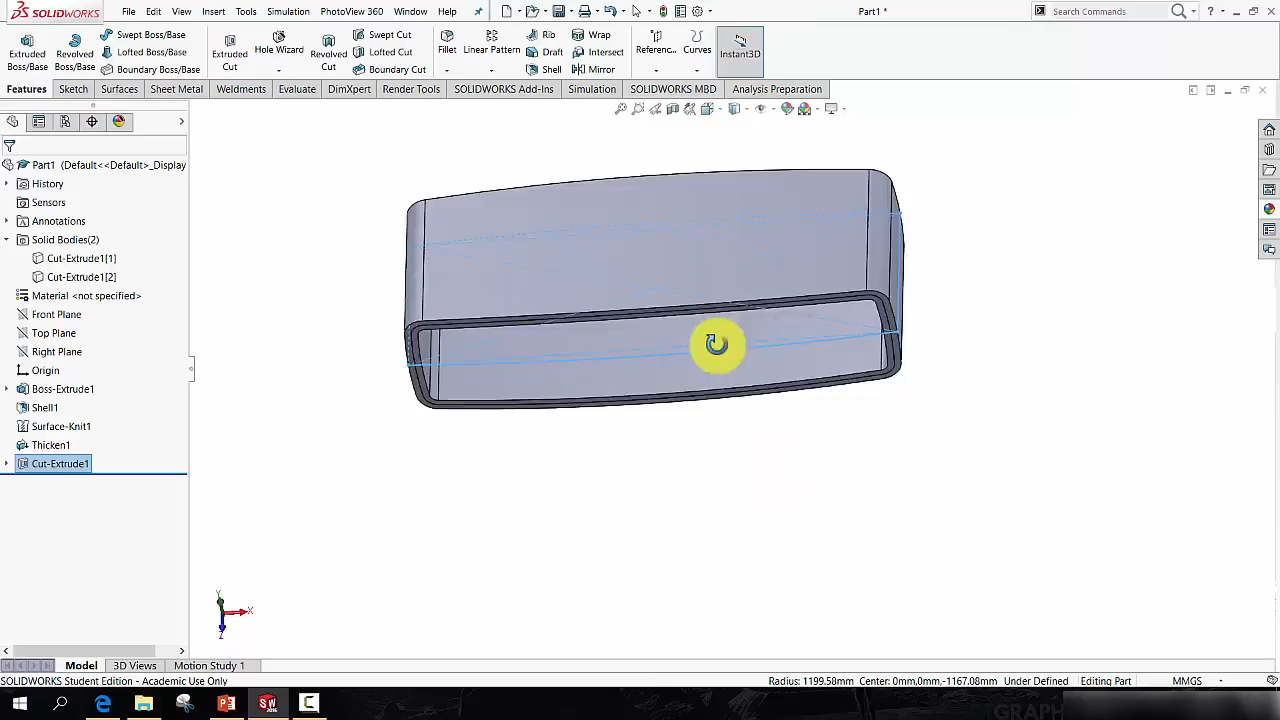 SOLIDWORKS
File Edit View Insert Tools Simulation PhotoView 360 Window Help
Part1 *
Search Commands
Extruded Boss/Base
Revolved Boss/Base
Swept Boss/Base
Lofted Boss/Base
Boundary Boss/Base
Extruded Cut
Hole Wizard
Revolved Cut
Swept Cut
Lofted Cut
Boundary Cut
Fillet
Linear Pattern
Rib
Draft
Shell
Wrap
Intersect
Mirror
Referenc...
Curves
Instant3D
Features Sketch Surfaces Sheet Metal Weldments Evaluate DimXpert Render Tools SOLIDWORKS Add-Ins Simulation SOLIDWORKS MBD Analysis Preparation
Part1 (Default<<Default>_Display
History
Sensors
Annotations
Solid Bodies(2)
Cut-Extrude1[1]
Cut-Extrude1[2]
Material <not specified>
Front Plane
Top Plane
Right Plane
Origin
Boss-Extrude1
Shell1
Surface-Knit1
Thicken1
Cut-Extrude1
Y
X
Z
Model 3D Views Motion Study 1
SOLIDWORKS Student Edition - Academic Use Only
Radius: 1199.58mm Center: 0mm,0mm,-1167.08mm Under Defined Editing Part MMGS
GRAPH